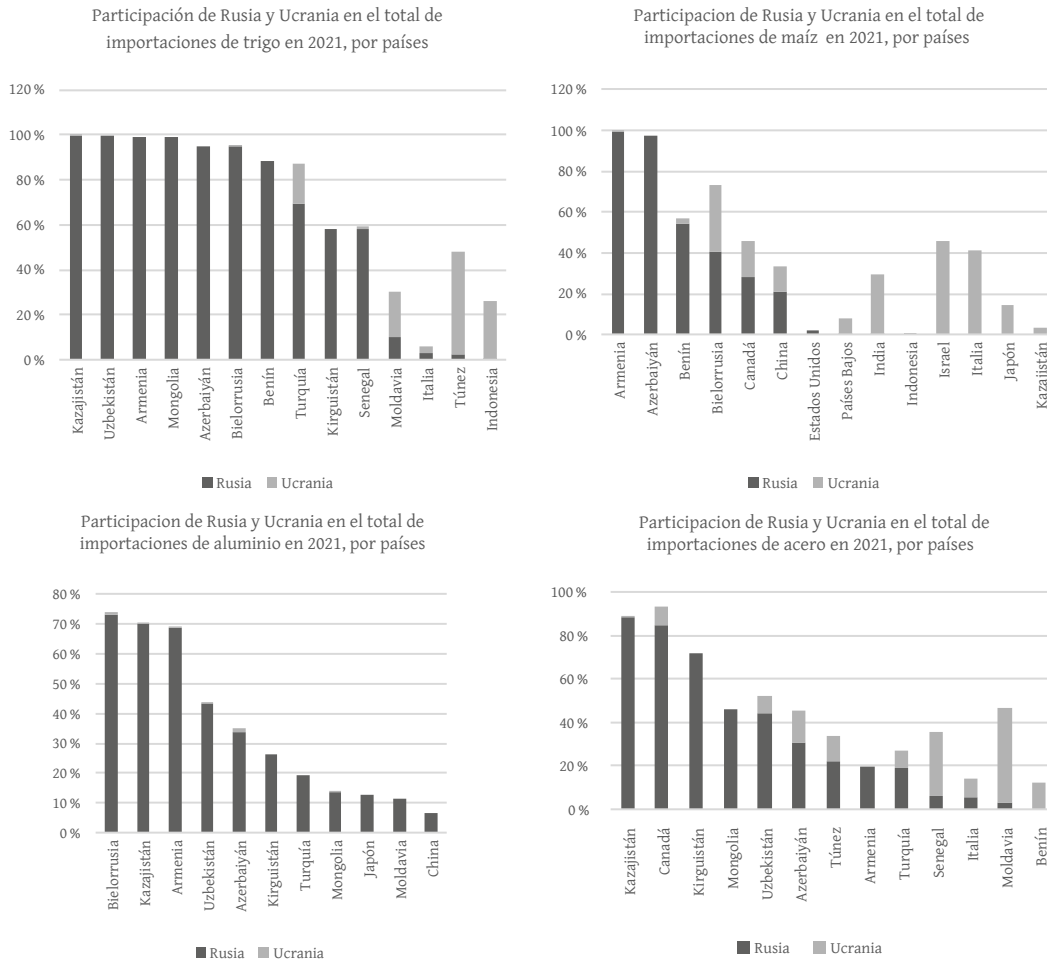 Participación de Rusia y Ucrania en el total de
importaciones de trigo en 2021, por países
120 %
100 %
80 %
60 %
40 %
20 %
0 %
Kazajistán
Uzbekistán
Armenia
Mongolia
Azerbaiyán
Bielorrusia
Benín
Turquía
Kirguistán
Senegal
Moldavia
Italia
Túnez
Indonesia
Rusia Ucrania
Participación de Rusia y Ucrania en el total de
importaciones de maíz en 2021, por países
120 %
100 %
80 %
60 %
40 %
20 %
0 %
Armenia
Azerbaiyán
Benín
Bielorrusia
Canadá
China
Estados Unidos
Países Bajos
India
Indonesia
Israel
Italia
Japón
Kazajistán
Rusia Ucrania
Participacion de Rusia y Ucrania en el total de
importaciones de aluminio en 2021, por países
80 %
70 %
60 %
50 %
40 %
30 %
20 %
10 %
0 %
Bielorrusia
Kazajistán
Armenia
Uzbekistán
Azerbaiyán
Kirguistán
Turquía
Mongolia
Japón
Moldavia
China
Rusia Ucrania
Participacion de Rusia y Ucrania en el total de
importaciones de acero en 2021, por países
100 %
80 %
60 %
40 %
20 %
0 %
Kazajistán
Canadá
Kirguistán
Mongolia
Uzbekistán
Azerbaiyán
Túnez
Armenia
Turquía
Senegal
Italia
Moldavia
Benín
Rusia Ucrania